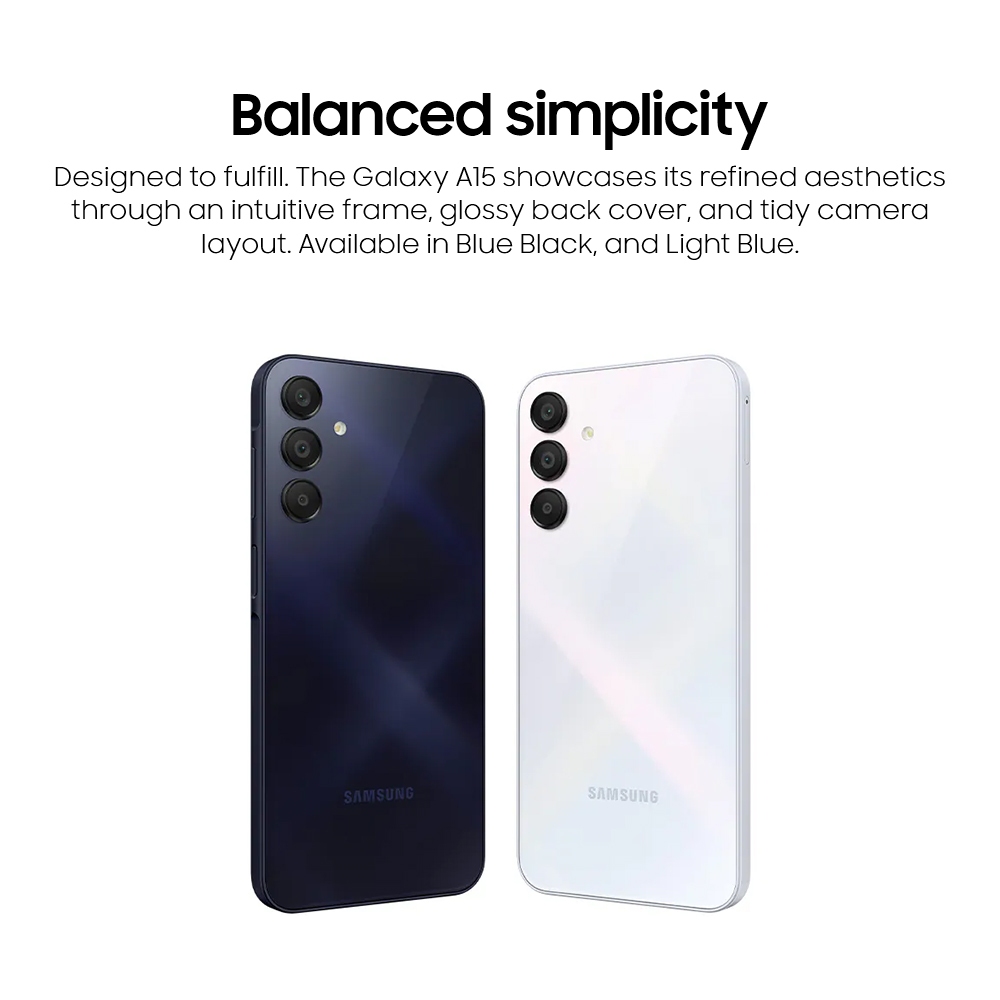 Balanced simplicity
Designed to fulfill. The Galaxy A15 showcases its refined aesthetics
through an intuitive frame, glossy back cover, and tidy camera
layout. Available in Blue Black, and Light Blue.
SAMSUNG
SAMSUNG